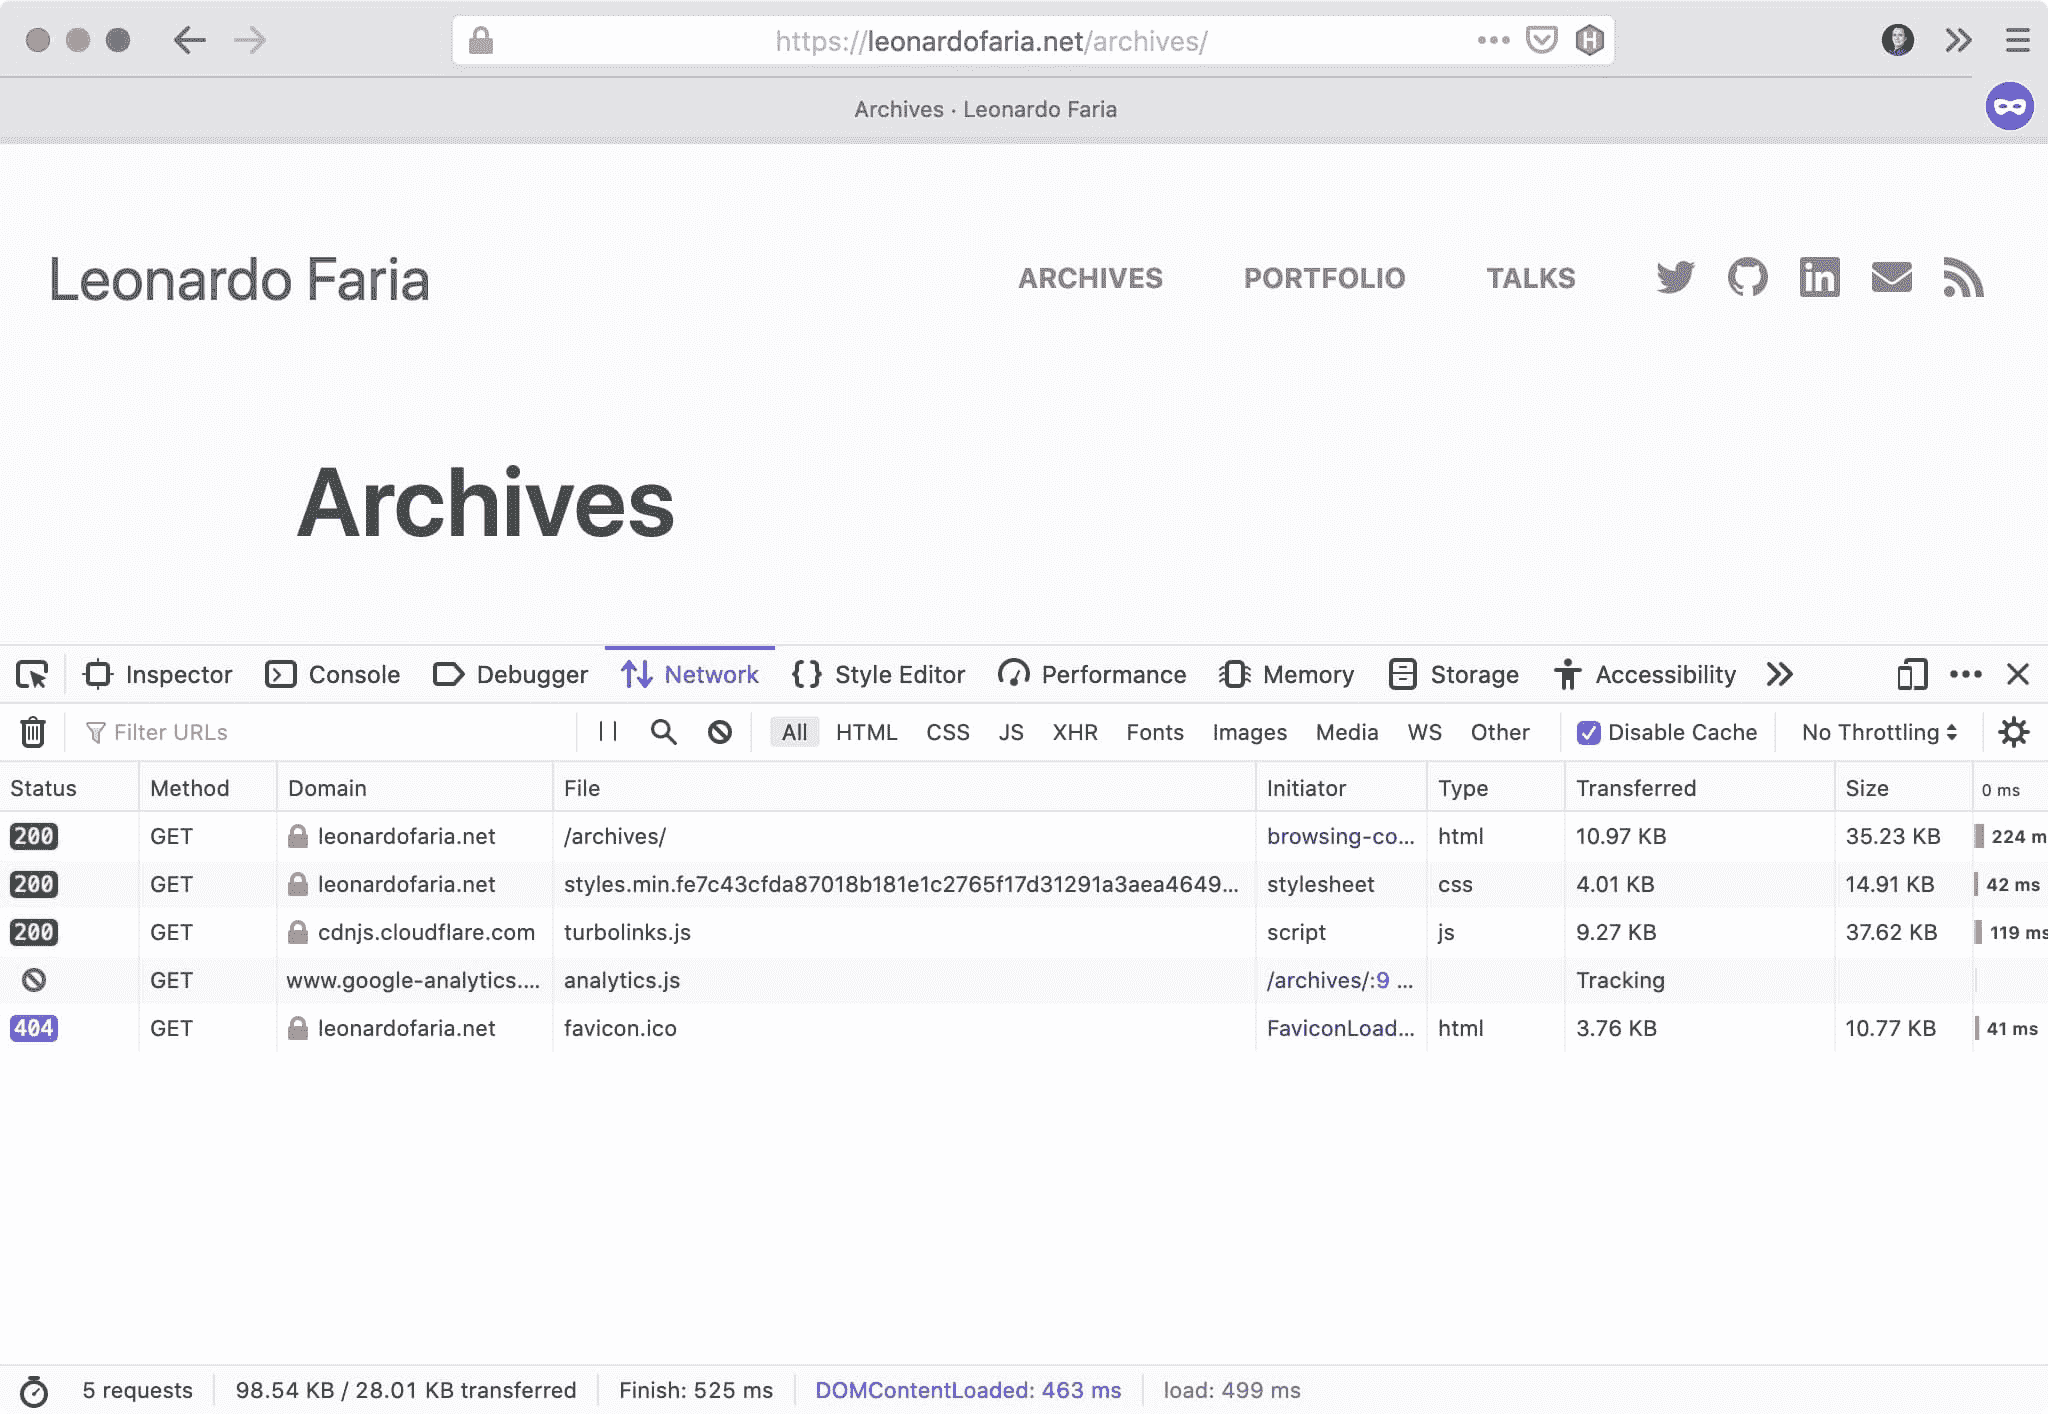 https://leonardofaria.net/archives/
Archives · Leonardo Faria
Leonardo Faria ARCHIVES PORTFOLIO TALKS
Archives
Inspector Console Debugger Network Style Editor Performance Memory Storage Accessibility
Filter URLs All HTML CSS JS XHR Fonts Images Media WS Other Disable Cache No Throttling
Status Method Domain File Initiator Type Transferred Size 0 ms
200 GET leonardofaria.net /archives/ browsing-co... html 10.97 KB 35.23 KB 224 m
200 GET leonardofaria.net styles.min.fe7c43cfda87018b181e1c2765f17d31291a3aea4649... stylesheet css 4.01 KB 14.91 KB 42 ms
200 GET cdnjs.cloudflare.com turbolinks.js script js 9.27 KB 37.62 KB 119 ms
GET www.google-analytics.... analytics.js /archives/:9 ... Tracking
404 GET leonardofaria.net favicon.ico FaviconLoad... html 3.76 KB 10.77 KB 41 ms
5 requests 98.54 KB / 28.01 KB transferred Finish: 525 ms DOMContentLoaded: 463 ms load: 499 ms